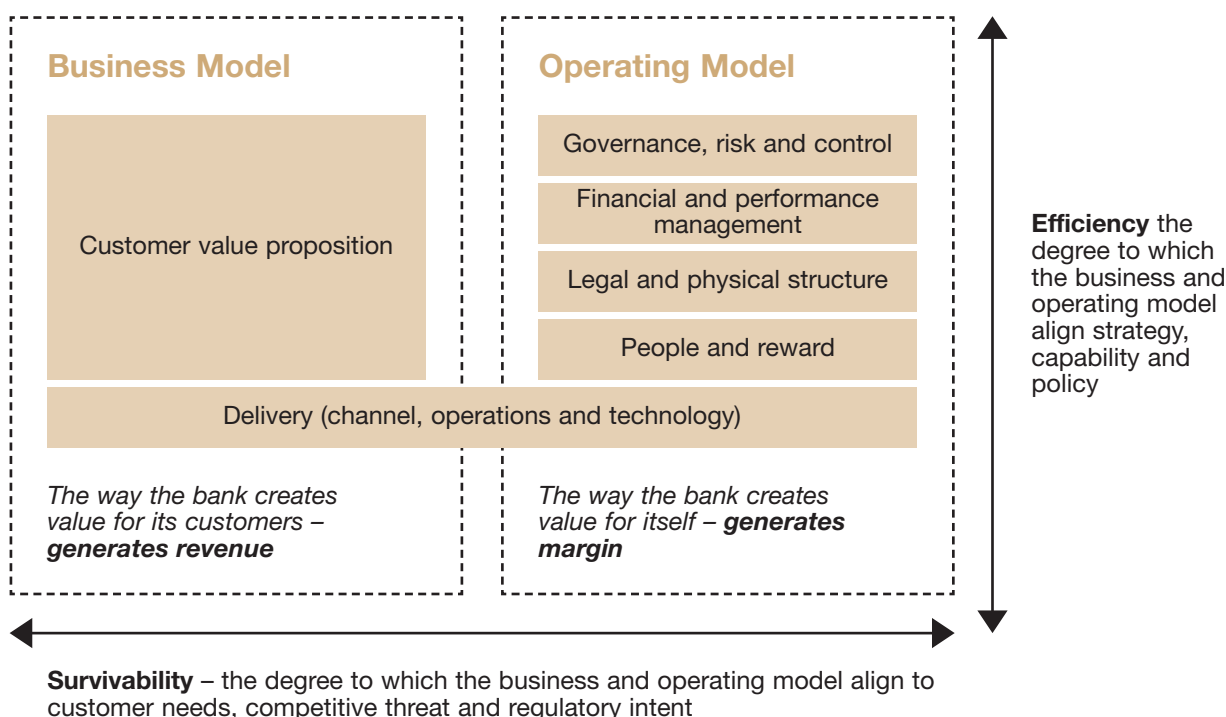 Business Model
Customer value proposition
Operating Model
Governance, risk and control
Financial and performance
management
Legal and physical structure
People and reward
Delivery (channel, operations and technology)
The way the bank creates
value for its customers –
generates revenue
The way the bank creates
value for itself – generates
margin
Efficiency the
degree to which
the business and
operating model
align strategy,
capability and
policy
Survivability – the degree to which the business and operating model align to
customer needs, competitive threat and regulatory intent